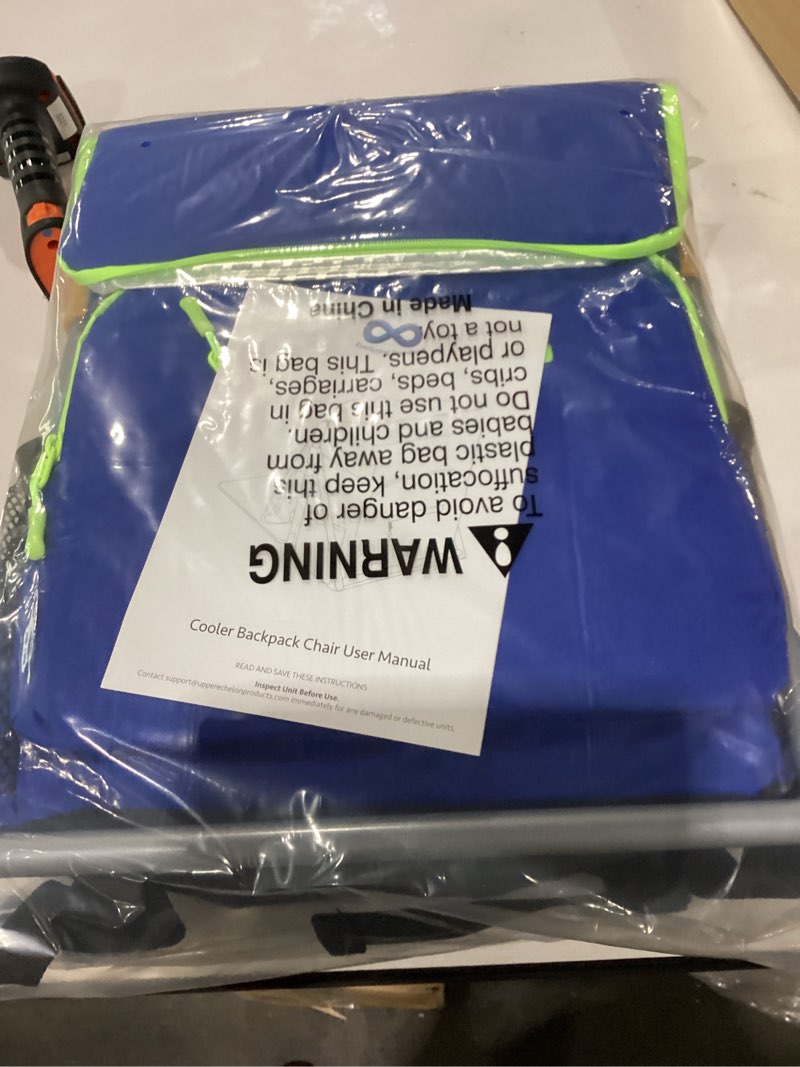 WARNING
To avoid danger of
suffocation, keep this
plastic bag away from
babies and children.
Do not use this bag in
cribs, beds, carriages,
or playpens. This bag is
not a toy.
Made in China
Cooler Backpack Chair User Manual
READ AND SAVE THESE INSTRUCTIONS
Inspect Unit Before Use.
Contact support@upperechelonproducts.com immediately for any damaged or defective units.